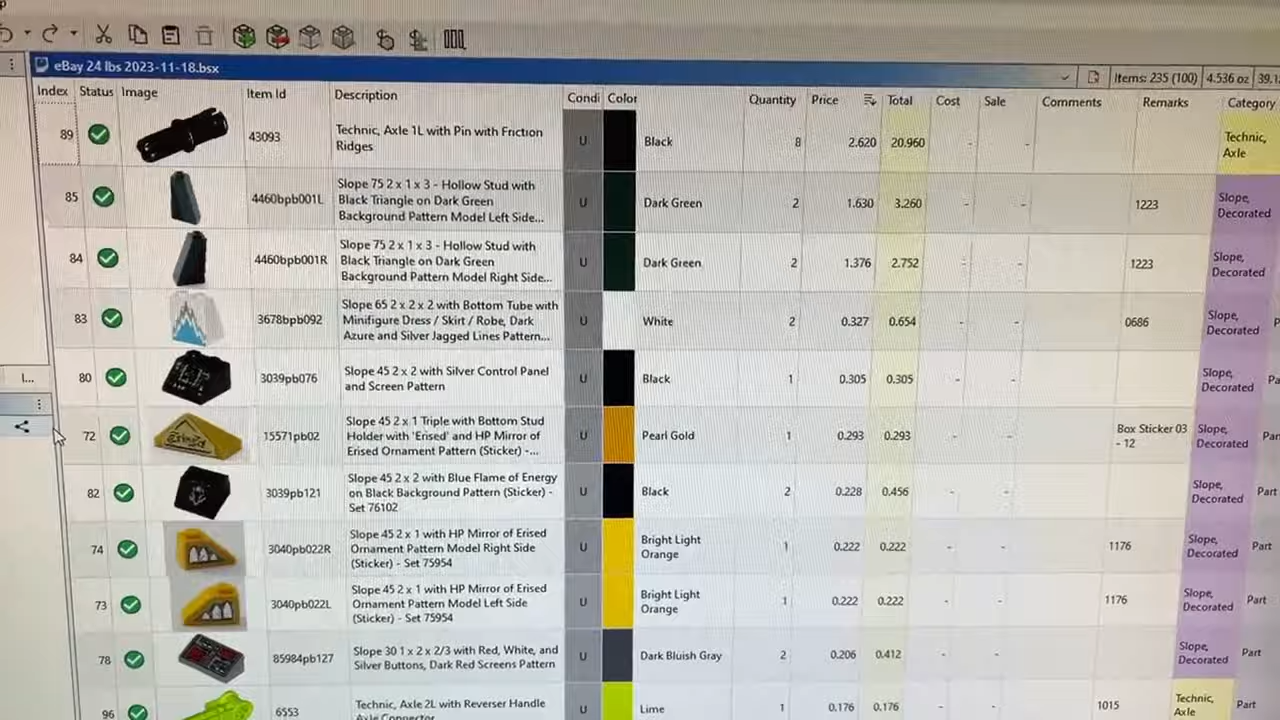 eBay 24 lbs 2023-11-18.bsx
Items: 235 (100) 4.536 oz
Index Status Image Item Id Description Condi Color Quantity Price Total Cost Sale Comments Remarks Category
89 43093 Technic, Axle 1L with Pin with Friction U Black 8 2.620 20.960 - - Technic,
Ridges Axle
85 4460bpb001L Slope 75 2 x 1 x 3 - Hollow Stud with U Dark Green 2 1.630 3.260 - - 1223 Slope,
Black Triangle on Dark Green Decorated
Background Pattern Model Left Side...
84 4460bpb001R Slope 75 2 x 1 x 3 - Hollow Stud with U Dark Green 2 1.376 2.752 - - 1223 Slope,
Black Triangle on Dark Green Decorated
Background Pattern Model Right Side...
83 3678bpb092 Slope 65 2 x 2 x 2 with Bottom Tube with U White 2 0.327 0.654 - - 0686 Slope,
Minifigure Dress / Skirt / Robe, Dark Decorated
Azure and Silver Jagged Lines Pattern...
80 3039pb076 Slope 45 2 x 2 with Silver Control Panel U Black 1 0.305 0.305 - - Slope,
and Screen Pattern Decorated
72 15571pb02 Slope 45 2 x 1 Triple with Bottom Stud U Pearl Gold 1 0.293 0.293 - - Box Sticker 03 Slope,
Holder with 'Erised' and HP Mirror of - 12 Decorated
Erised Ornament Pattern (Sticker) -...
82 3039pb121 Slope 45 2 x 2 with Blue Flame of Energy U Black 2 0.228 0.456 - - Slope, Part
on Black Background Pattern (Sticker) - Decorated
Set 76102
74 3040pb022R Slope 45 2 x 1 with HP Mirror of Erised U Bright Light 1 0.222 0.222 - - 1176 Slope, Part
Ornament Pattern Model Right Side Orange Decorated
(Sticker) - Set 75954
73 3040pb022L Slope 45 2 x 1 with HP Mirror of Erised U Bright Light 1 0.222 0.222 - - 1176 Slope, Part
Ornament Pattern Model Left Side Orange Decorated
(Sticker) - Set 75954
78 85984pb127 Slope 30 1 x 2 x 2/3 with Red, White, and U Dark Bluish Gray 2 0.206 0.412 - - Slope, Part
Silver Buttons, Dark Red Screens Pattern Decorated
96 6553 Technic, Axle 2L with Reverser Handle U Lime 1 0.176 0.176 - - 1015 Technic, Part
Axle Connector Axle